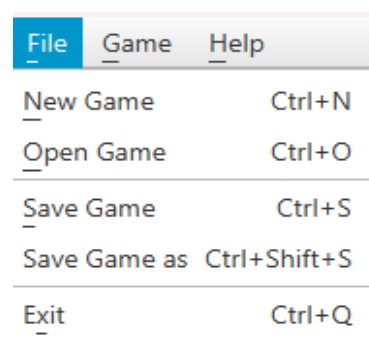 File Game Help
New Game Ctrl+N
Open Game Ctrl+O
Save Game Ctrl+S
Save Game as Ctrl+Shift+S
Exit Ctrl+Q